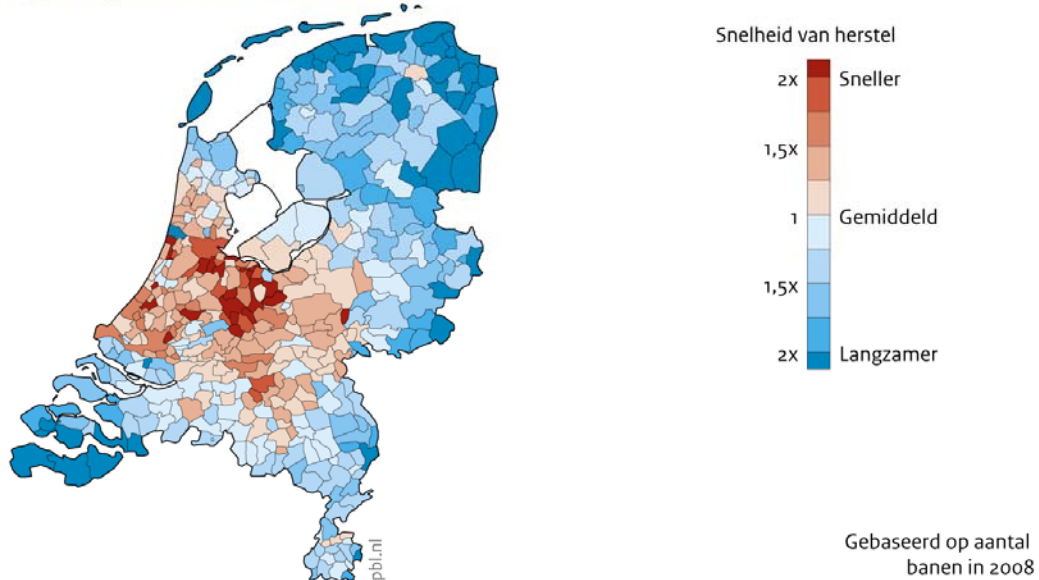 Snelheid van herstel
2x
Sneller
1,5x
1
Gemiddeld
1,5x
2x
Langzamer
pbl.nl
Gebaseerd op aantal
banen in 2008